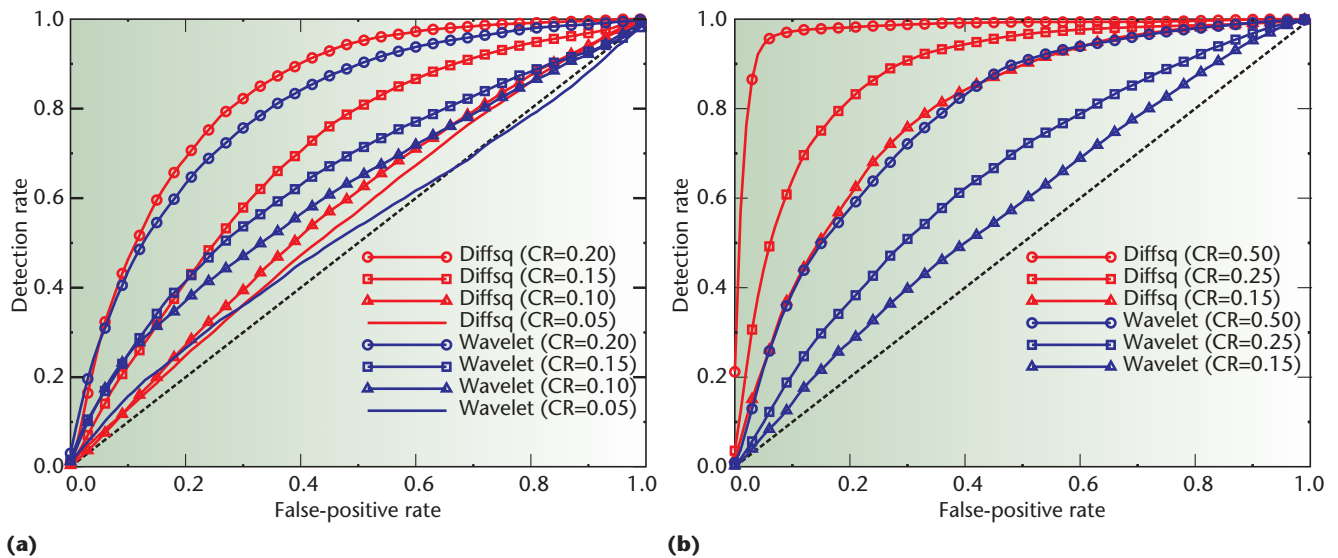 1.0
0.8
0.6
0.4
0.2
0.0
Detection rate
Diffsq (CR=0.20)
Diffsq (CR=0.15)
Diffsq (CR=0.10)
Diffsq (CR=0.05)
Wavelet (CR=0.20)
Wavelet (CR=0.15)
Wavelet (CR=0.10)
Wavelet (CR=0.05)
0.0 0.2 0.4 0.6 0.8 1.0
False-positive rate
(a)
1.0
0.8
0.6
0.4
0.2
0.0
Detection rate
Diffsq (CR=0.50)
Diffsq (CR=0.25)
Diffsq (CR=0.15)
Wavelet (CR=0.50)
Wavelet (CR=0.25)
Wavelet (CR=0.15)
0.0 0.2 0.4 0.6 0.8 1.0
False-positive rate
(b)